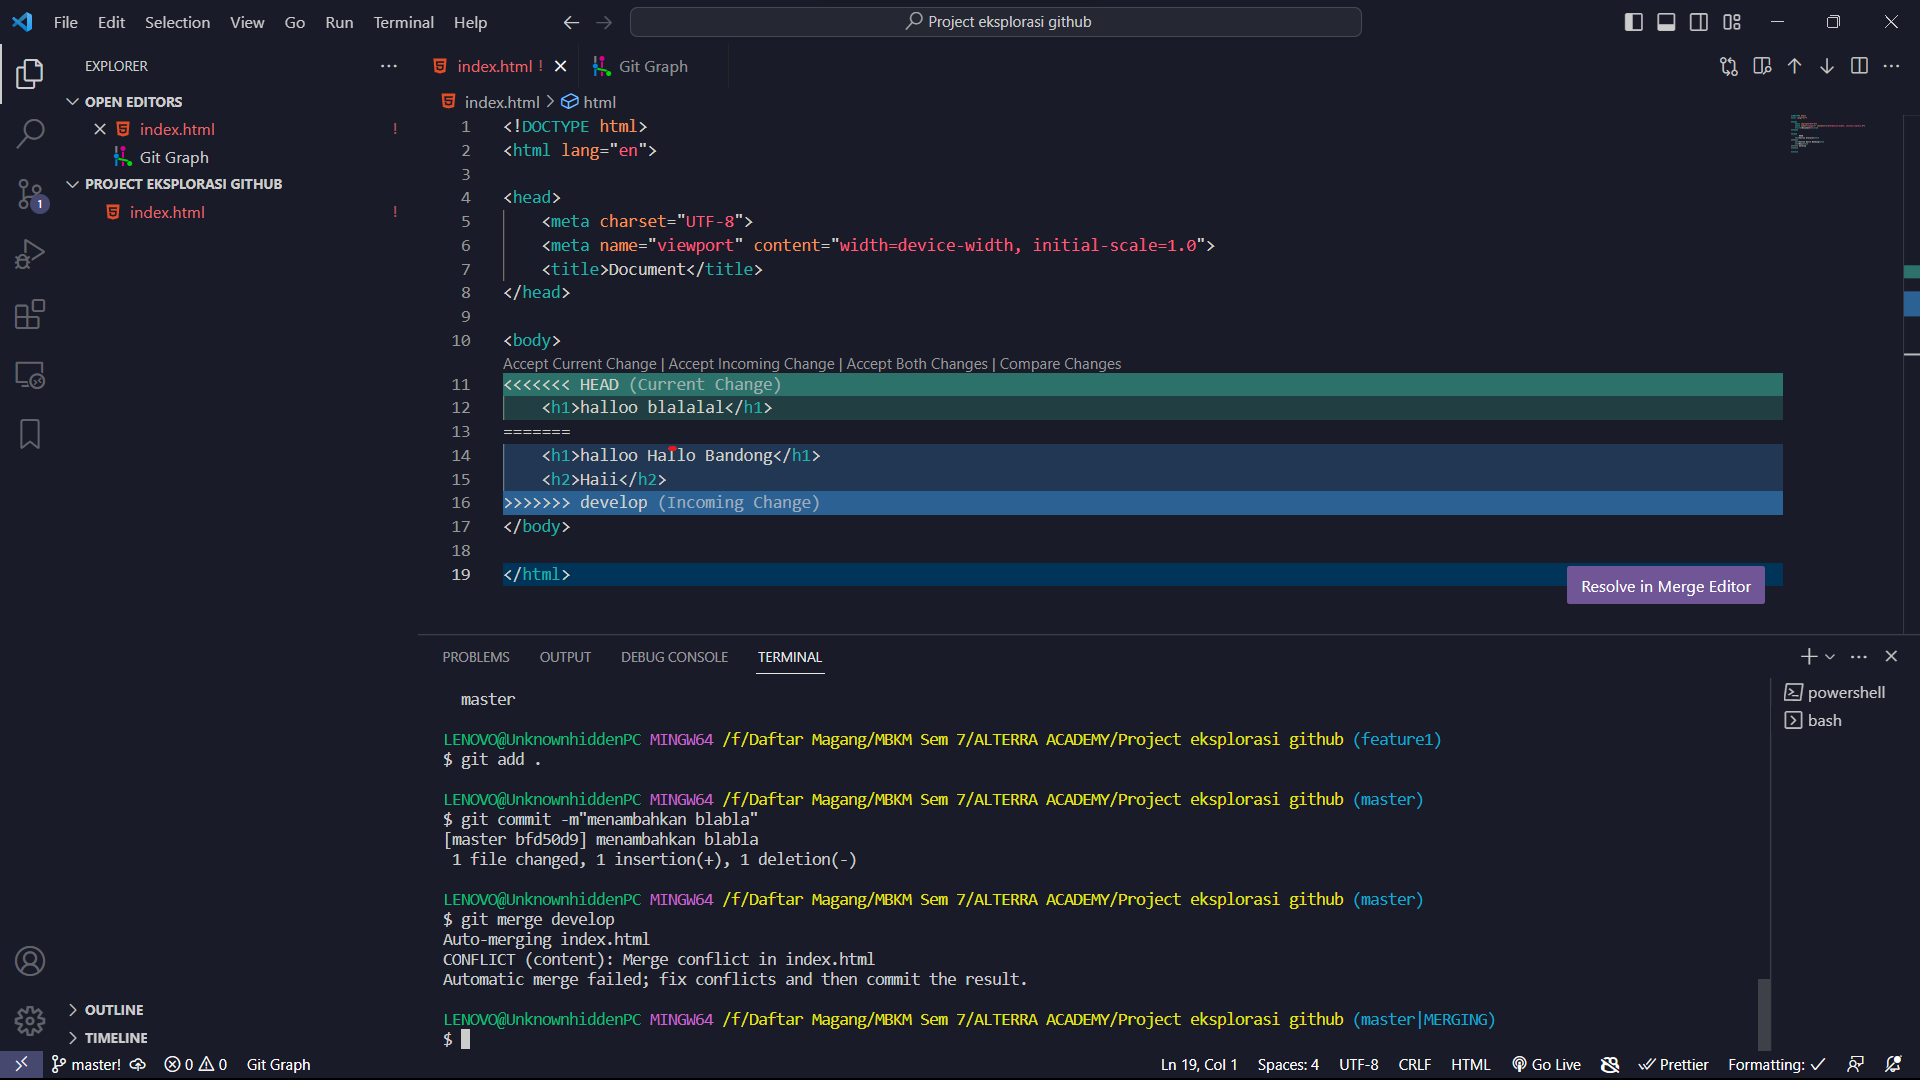 File Edit Selection View Go Run Terminal Help
Project eksplorasi github
EXPLORER
OPEN EDITORS
index.html !
Git Graph
PROJECT EKSPLORASI GITHUB
index.html !
OUTLINE
TIMELINE
index.html ! Git Graph
index.html > html
1 <!DOCTYPE html>
2 <html lang="en">
3
4 <head>
5 <meta charset="UTF-8">
6 <meta name="viewport" content="width=device-width, initial-scale=1.0">
7 <title>Document</title>
8 </head>
9
10 <body>
Accept Current Change | Accept Incoming Change | Accept Both Changes | Compare Changes
11 <<<<<<< HEAD (Current Change)
12 <h1>halloo blalalal</h1>
13 =======
14 <h1>halloo Hallo Bandong</h1>
15 <h2>Haii</h2>
16 >>>>>>> develop (Incoming Change)
17 </body>
18
19 </html>
Resolve in Merge Editor
PROBLEMS OUTPUT DEBUG CONSOLE TERMINAL
master
LENOVO@UnknownhiddenPC MINGW64 /f/Daftar Magang/MBKM Sem 7/ALTERRA ACADEMY/Project eksplorasi github (feature1)
$ git add .
LENOVO@UnknownhiddenPC MINGW64 /f/Daftar Magang/MBKM Sem 7/ALTERRA ACADEMY/Project eksplorasi github (master)
$ git commit -m"menambahkan blabla"
[master bfd50d9] menambahkan blabla
1 file changed, 1 insertion(+), 1 deletion(-)
LENOVO@UnknownhiddenPC MINGW64 /f/Daftar Magang/MBKM Sem 7/ALTERRA ACADEMY/Project eksplorasi github (master)
$ git merge develop
Auto-merging index.html
CONFLICT (content): Merge conflict in index.html
Automatic merge failed; fix conflicts and then commit the result.
LENOVO@UnknownhiddenPC MINGW64 /f/Daftar Magang/MBKM Sem 7/ALTERRA ACADEMY/Project eksplorasi github (master|MERGING)
$
powershell
bash
1
master! 0 0 Git Graph
Ln 19, Col 1 Spaces: 4 UTF-8 CRLF HTML Go Live Prettier Formatting: